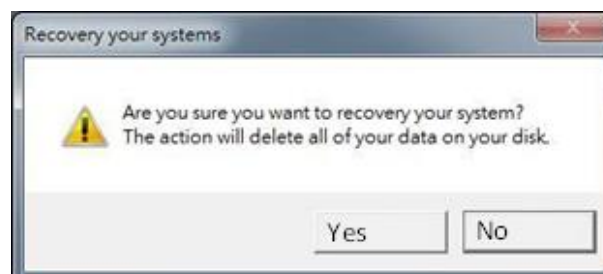 Recovery your systems
Are you sure you want to recovery your system?
The action will delete all of your data on your disk.
Yes
No